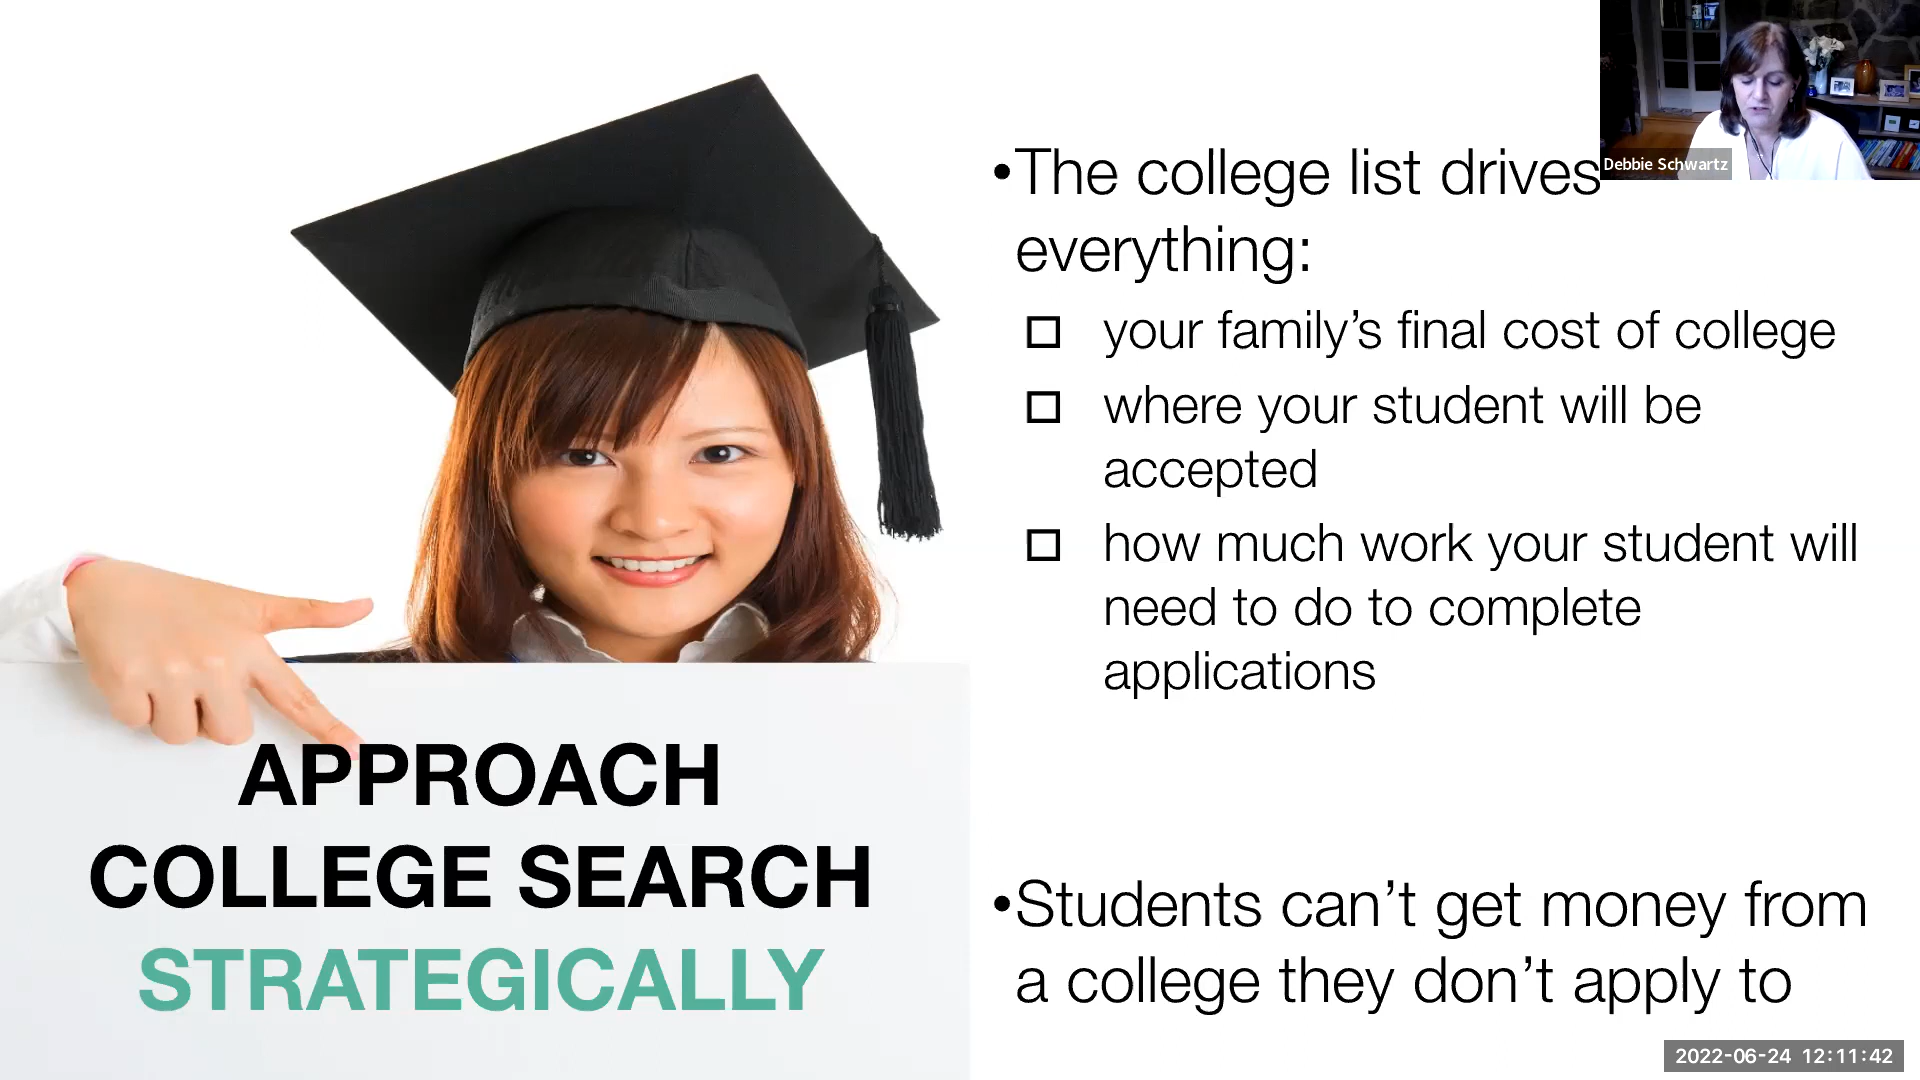 APPROACH
COLLEGE SEARCH
STRATEGICALLY
•The college list drives
everything:
☐ your family’s final cost of college
☐ where your student will be
accepted
☐ how much work your student will
need to do to complete
applications
•Students can’t get money from
a college they don’t apply to
Debbie Schwartz
2022-06-24 12:11:42